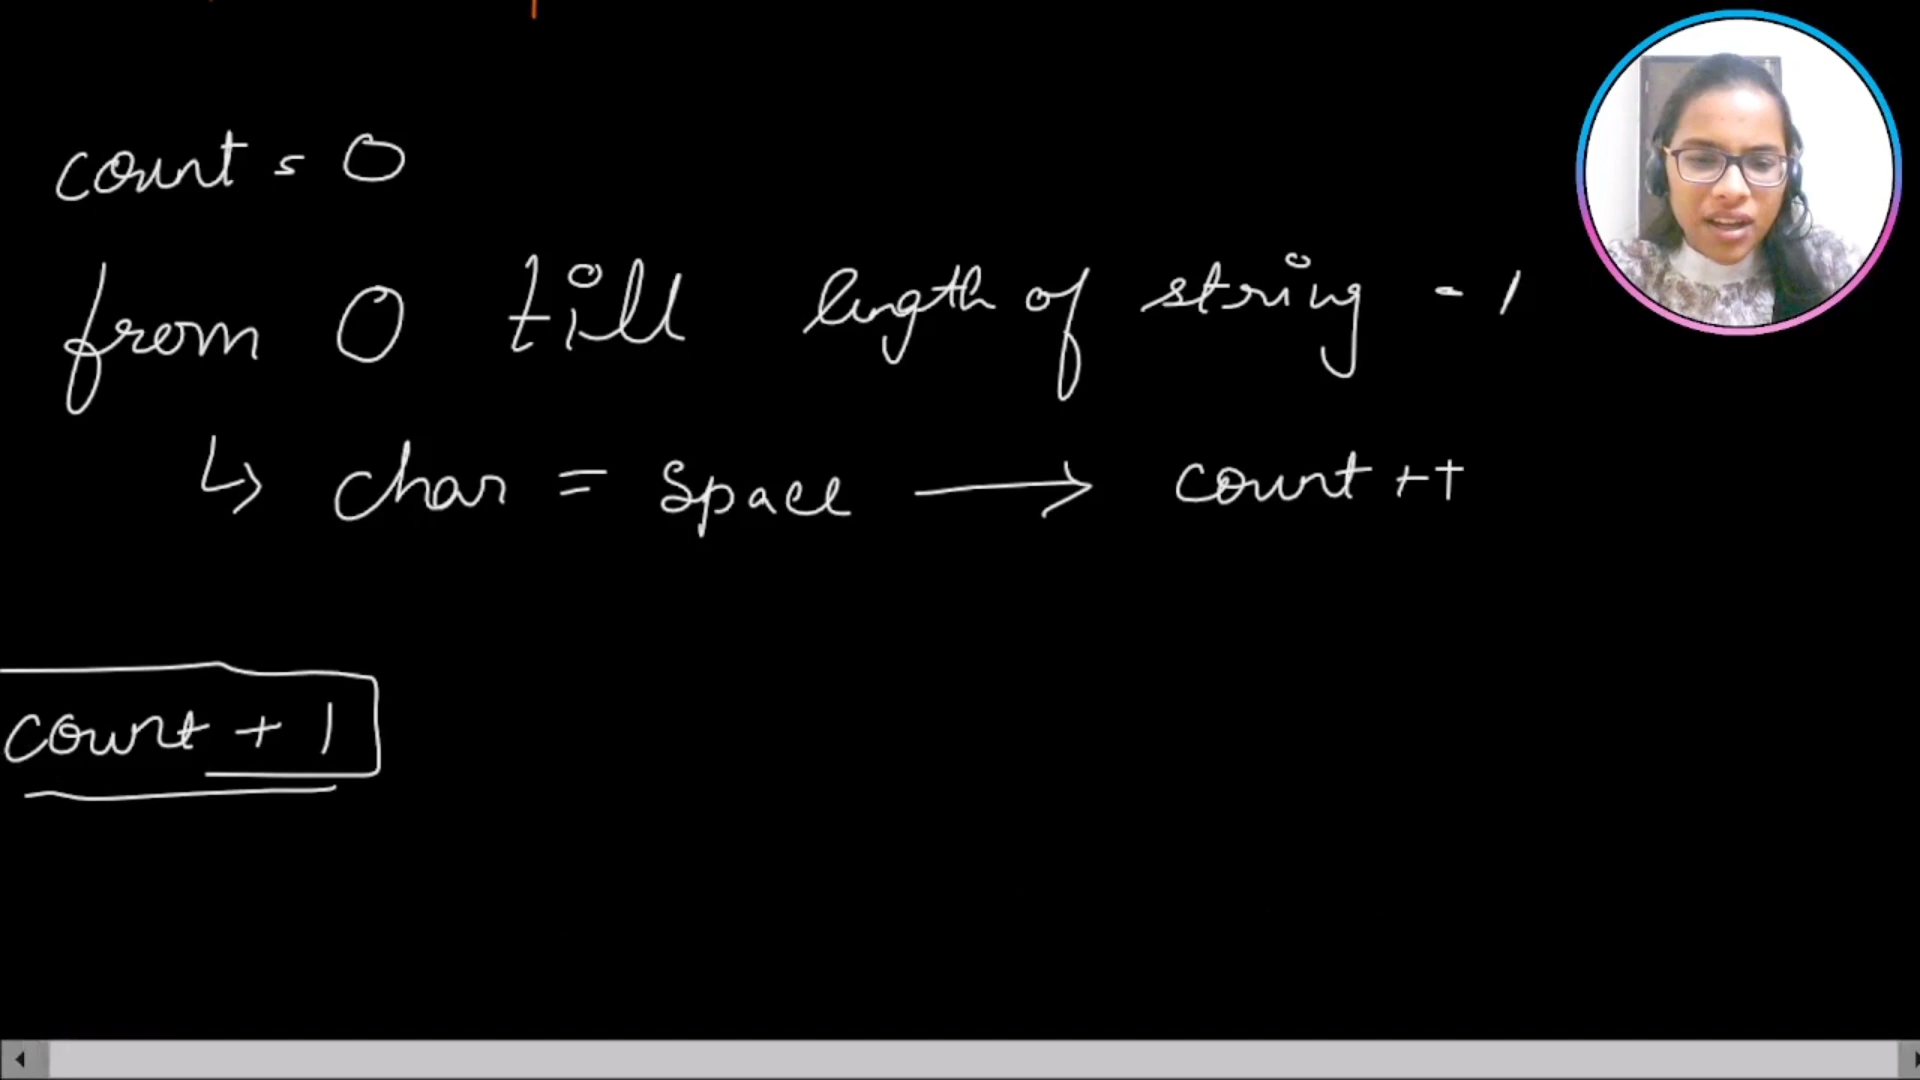 count = 0
from 0 till length of string - 1
↳ char = space → count ++
count + 1